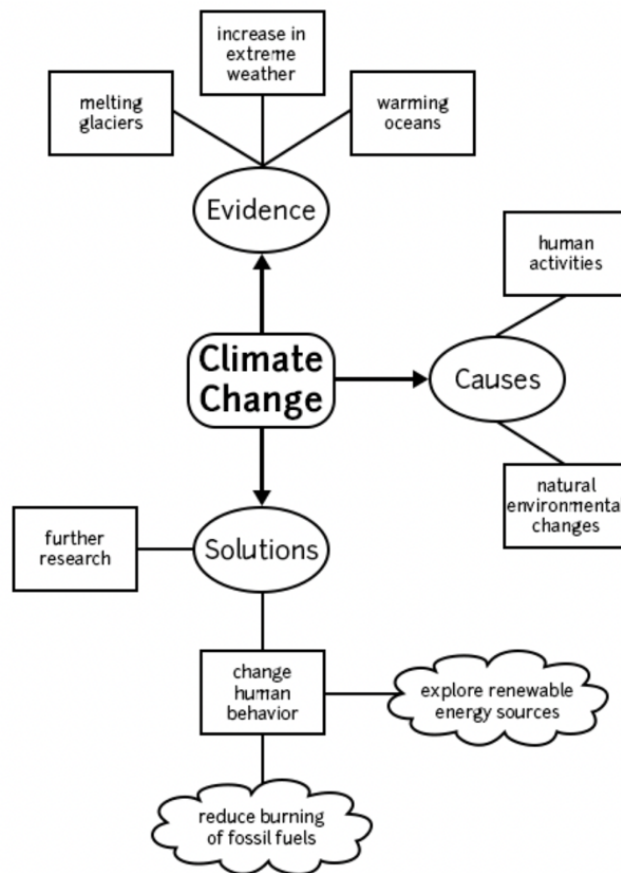 increase in
extreme
weather
melting
glaciers
warming
oceans
Evidence
human
activities
Climate
Change
Causes
natural
environmental
changes
further
research
Solutions
change
human
behavior
explore renewable
energy sources
reduce burning
of fossil fuels